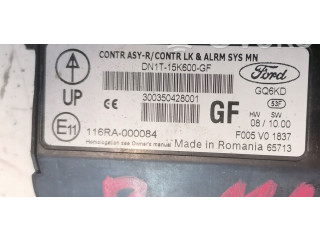 CONTR ASY-R/CONTR LK & ALRM SYS MN
DN1T-15K600-GF
Ford
GQ6KD
53F
UP
300350428001
CE
GF
HW SW
08 / 10.00
E11
116RA-000084
F005 V0 1837
Homologation see Owners manual
Made in Romania 65713